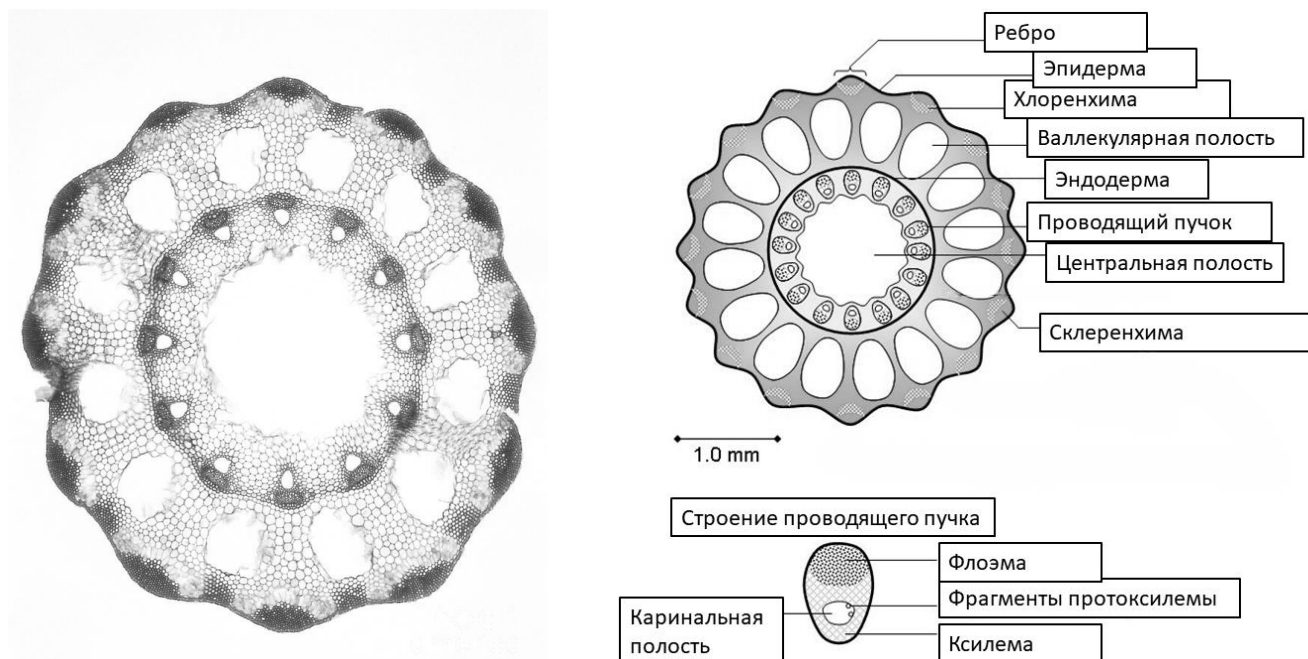 Ребро
Эпидерма
Хлоренхима
Валлекулярная полость
Эндодерма
Проводящий пучок
Центральная полость
Склеренхима
1.0 mm
Строение проводящего пучка
Флоэма
Фрагменты протоксилемы
Каринальная
полость
Ксилема